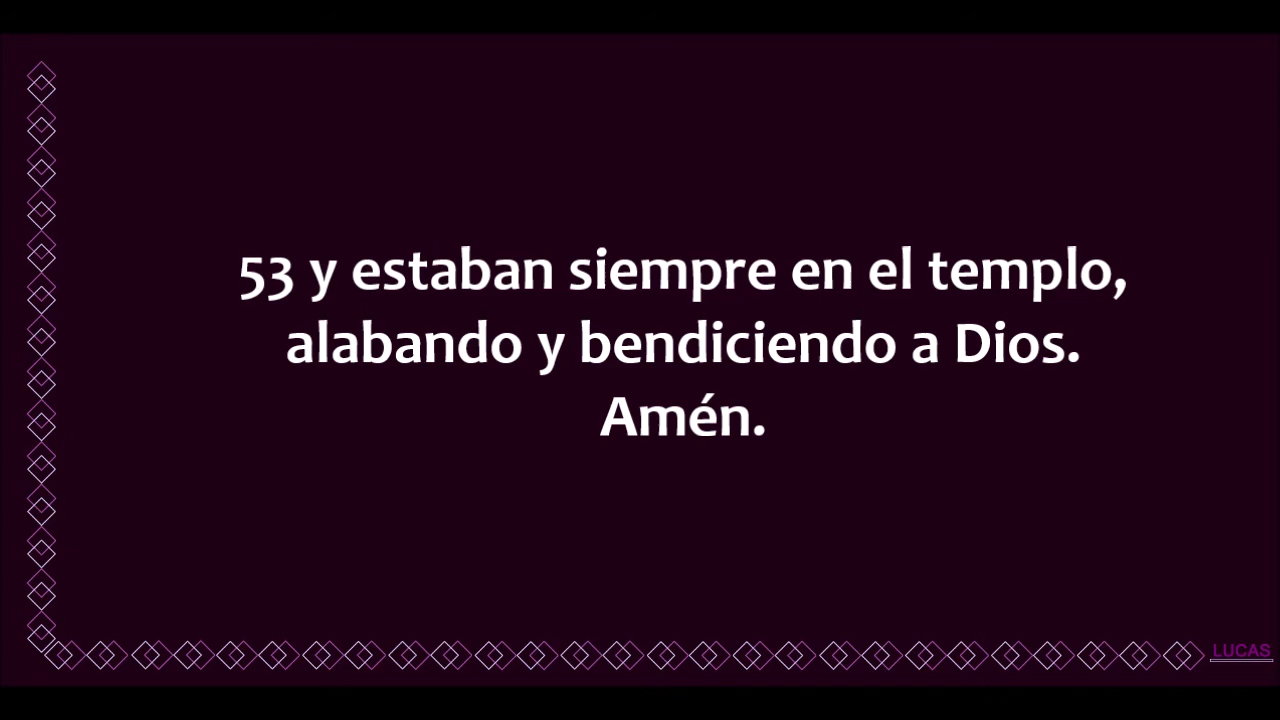 53 y estaban siempre en el templo,
alabando y bendiciendo a Dios.
Amén.
LUCAS